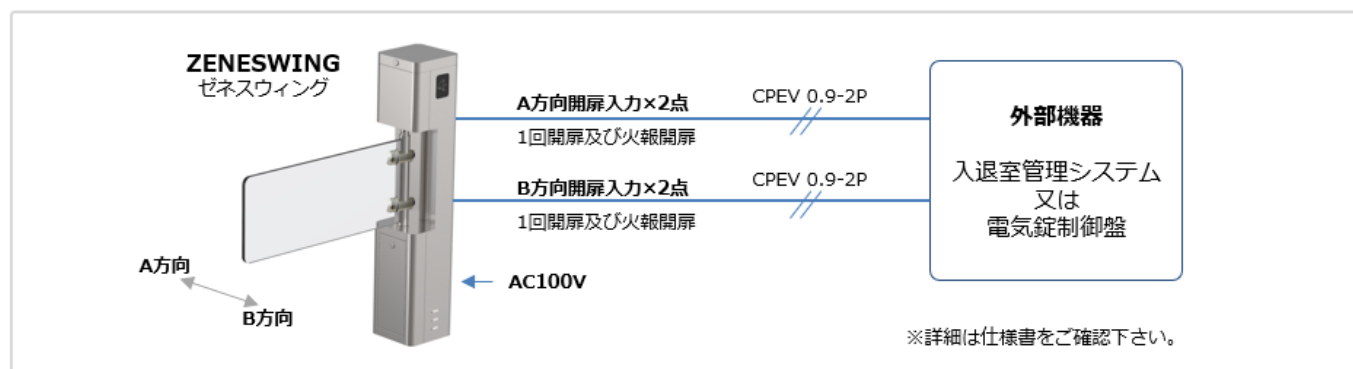 ZENESWING
ゼネスウィング
A方向開扉入力×2点
CPEV 0.9-2P
1回開扉及び火報開扉
B方向開扉入力×2点
CPEV 0.9-2P
1回開扉及び火報開扉
外部機器
入退室管理システム
又は
電気錠制御盤
A方向
B方向
AC100V
※詳細は仕様書をご確認下さい。